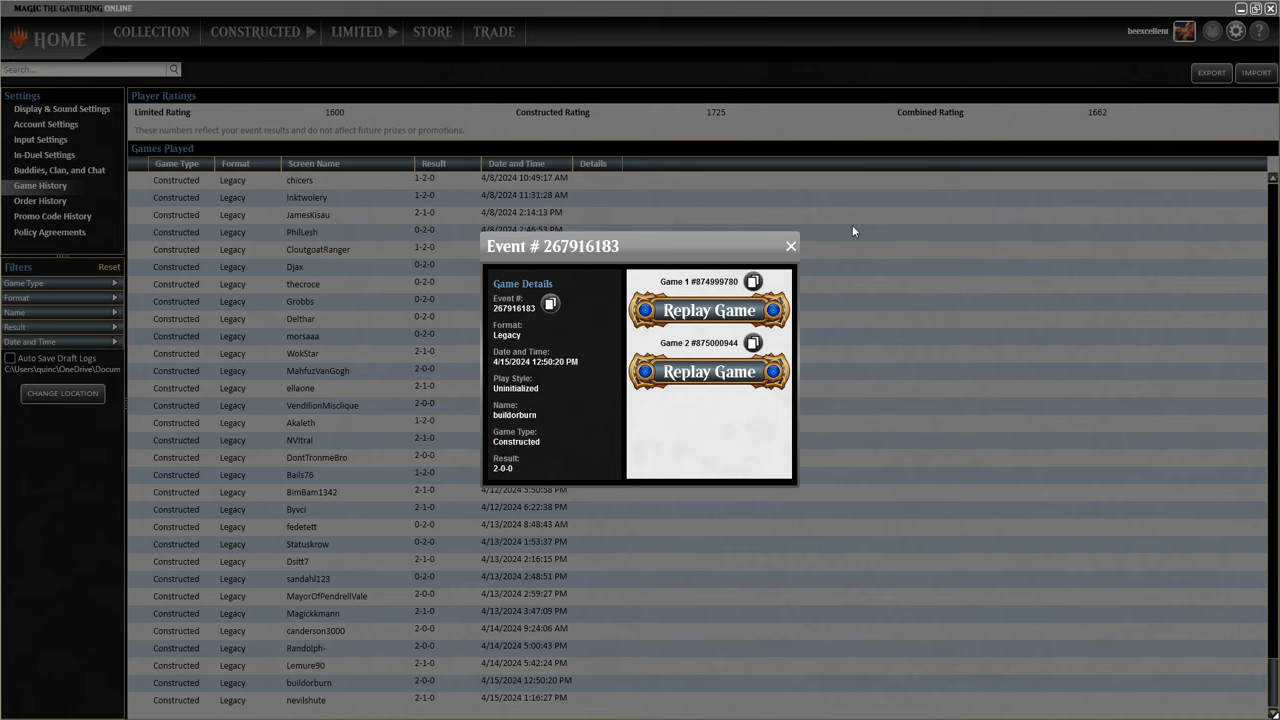 MAGIC THE GATHERING ONLINE
HOME COLLECTION CONSTRUCTED LIMITED STORE TRADE beexcellent
Search...
EXPORT IMPORT
Settings
Display & Sound Settings
Account Settings
Input Settings
In-Duel Settings
Buddies, Clan, and Chat
Game History
Order History
Promo Code History
Policy Agreements
Filters Reset
Game Type
Format
Name
Result
Date and Time
Auto Save Draft Logs
C:\Users\quinc\OneDrive\Docum
CHANGE LOCATION
Player Ratings
Limited Rating 1600 Constructed Rating 1725 Combined Rating 1662
These numbers reflect your event results and do not affect future prizes or promotions.
Games Played
Game Type Format Screen Name Result Date and Time Details
Constructed Legacy chicers 1-2-0 4/8/2024 10:49:17 AM
Constructed Legacy Inktwolery 1-2-0 4/8/2024 11:31:28 AM
Constructed Legacy JamesKisau 2-1-0 4/8/2024 2:14:13 PM
Constructed Legacy PhilLesh 0-2-0 4/8/2024 2:46:53 PM
Constructed Legacy CloutgoatRanger 1-2-0
Constructed Legacy Djax 0-2-0
Constructed Legacy thecroce 0-2-0
Constructed Legacy Grobbs 0-2-0
Constructed Legacy Delthar 0-2-0
Constructed Legacy morsaaa 0-2-0
Constructed Legacy WokStar 2-1-0
Constructed Legacy MahfuzVanGogh 2-0-0
Constructed Legacy ellaone 2-1-0
Constructed Legacy VendilionMisclique 2-0-0
Constructed Legacy Akaleth 1-2-0
Constructed Legacy NVitral 2-1-0
Constructed Legacy DontTronmeBro 2-0-0
Constructed Legacy Bails76 1-2-0
Constructed Legacy BimBam1342 2-1-0 4/12/2024 5:50:58 PM
Constructed Legacy Byvci 2-1-0 4/12/2024 6:22:38 PM
Constructed Legacy fedetett 0-2-0 4/13/2024 8:48:43 AM
Constructed Legacy Statuskrow 0-2-0 4/13/2024 1:53:37 PM
Constructed Legacy Dsitt7 2-1-0 4/13/2024 2:16:15 PM
Constructed Legacy sandahl123 0-2-0 4/13/2024 2:48:51 PM
Constructed Legacy MayorOfPendrellVale 2-0-0 4/13/2024 2:59:27 PM
Constructed Legacy Magickkmann 2-1-0 4/13/2024 3:47:09 PM
Constructed Legacy canderson3000 2-0-0 4/14/2024 9:24:06 AM
Constructed Legacy Randolph- 2-0-0 4/14/2024 5:00:43 PM
Constructed Legacy Lemure90 2-1-0 4/14/2024 5:42:24 PM
Constructed Legacy buildorburn 2-0-0 4/15/2024 12:50:20 PM
Constructed Legacy nevilshute 2-1-0 4/15/2024 1:16:27 PM
Event # 267916183
Game Details
Event #:
267916183
Format:
Legacy
Date and Time:
4/15/2024 12:50:20 PM
Play Style:
Uninitialized
Name:
buildorburn
Game Type:
Constructed
Result:
2-0-0
Game 1 #874999780
Replay Game
Game 2 #875000944
Replay Game